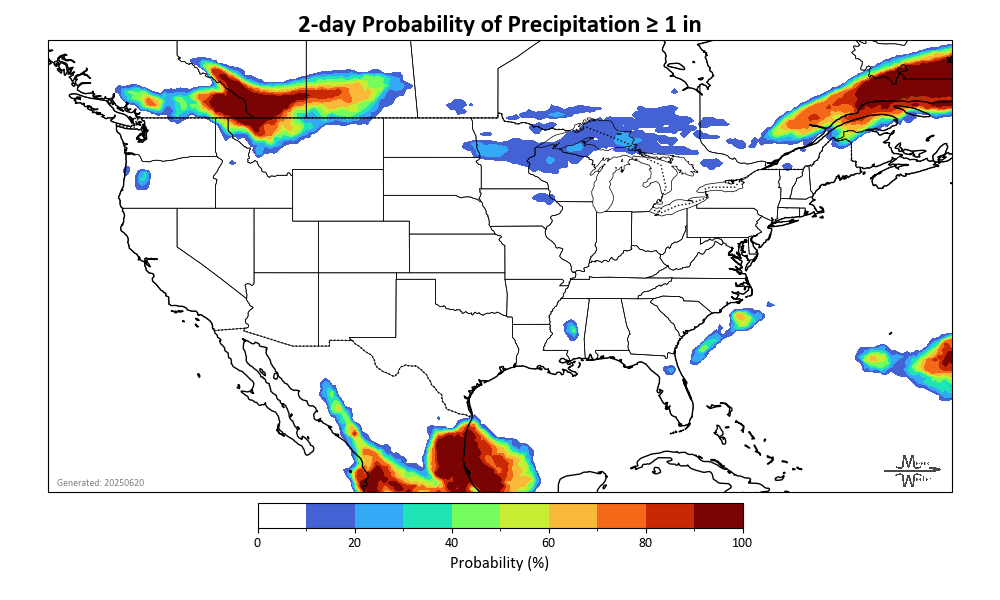 2-day Probability of Precipitation ≥ 1 in
Generated: 20250620
0 20 40 60 80 100
Probability (%)